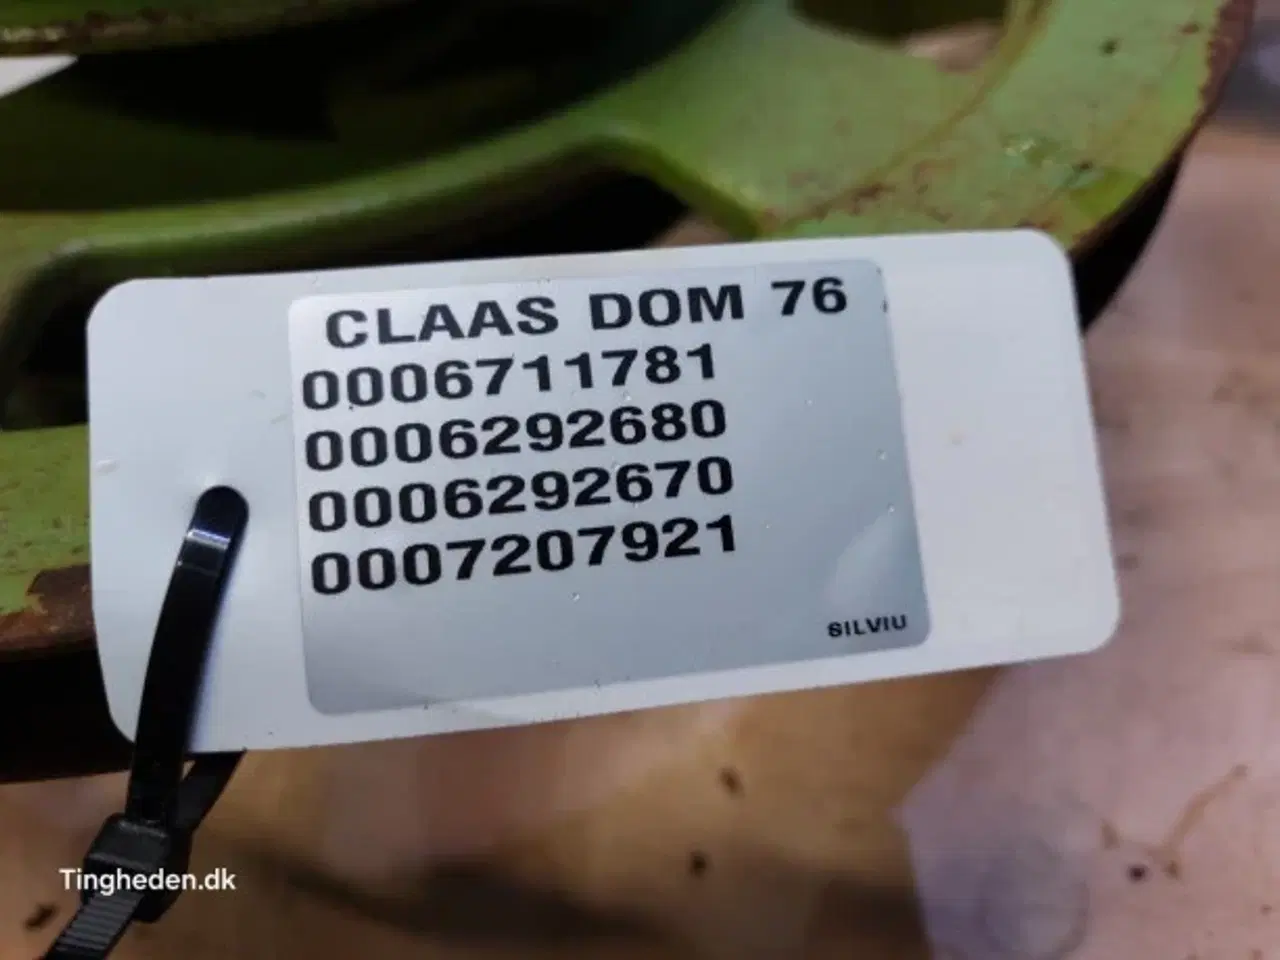 CLAAS DOM 76
0006711781
0006292680
0006292670
0007207921
SILVIU
Tingheden.dk